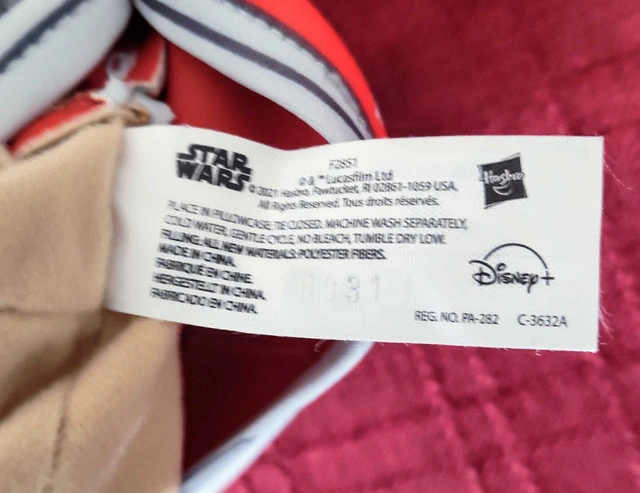 STAR
WARS
F2851
© & ™ Lucasfilm Ltd
© 2021 Hasbro, Pawtucket, RI 02861-1059 USA.
All Rights Reserved. Tous droits réservés.
Hasbro
PLACE IN PILLOWCASE, TIE CLOSED. MACHINE WASH SEPARATELY,
COLD WATER, GENTLE CYCLE, NO BLEACH, TUMBLE DRY LOW.
FILLING: ALL NEW MATERIALS-POLYESTER FIBERS.
MADE IN CHINA.
FABRIQUÉ EN CHINE.
HERGESTELLT IN CHINA.
FABRICADO EN CHINA.
Disney+
REG. NO. PA-282 C-3632A